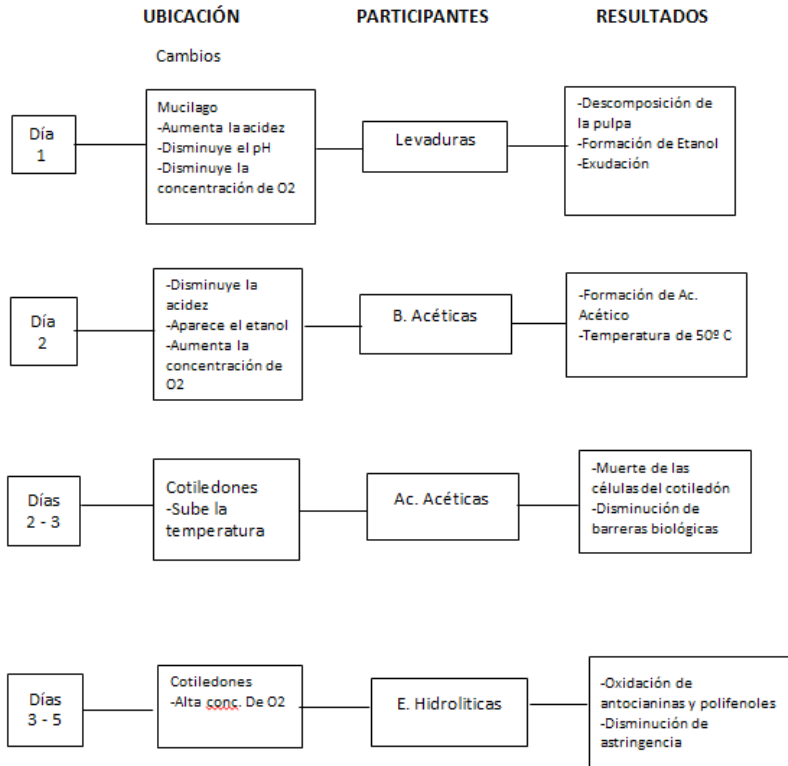 UBICACIÓN
PARTICIPANTES
RESULTADOS
Cambios
Día
1
Mucilago
-Aumenta la acidez
-Disminuye el pH
-Disminuye la
concentración de O2
Levaduras
-Descomposición de
la pulpa
-Formación de Etanol
-Exudación
Día
2
-Disminuye la
acidez
-Aparece el etanol
-Aumenta la
concentración de
O2
B. Acéticas
-Formación de Ac.
Acético
-Temperatura de 50º C
Días
2 - 3
Cotiledones
-Sube la
temperatura
Ac. Acéticas
-Muerte de las
células del cotiledón
-Disminución de
barreras biológicas
Días
3 - 5
Cotiledones
-Alta conc. De O2
E. Hidroliticas
-Oxidación de
antocianinas y polifenoles
-Disminución de
astringencia